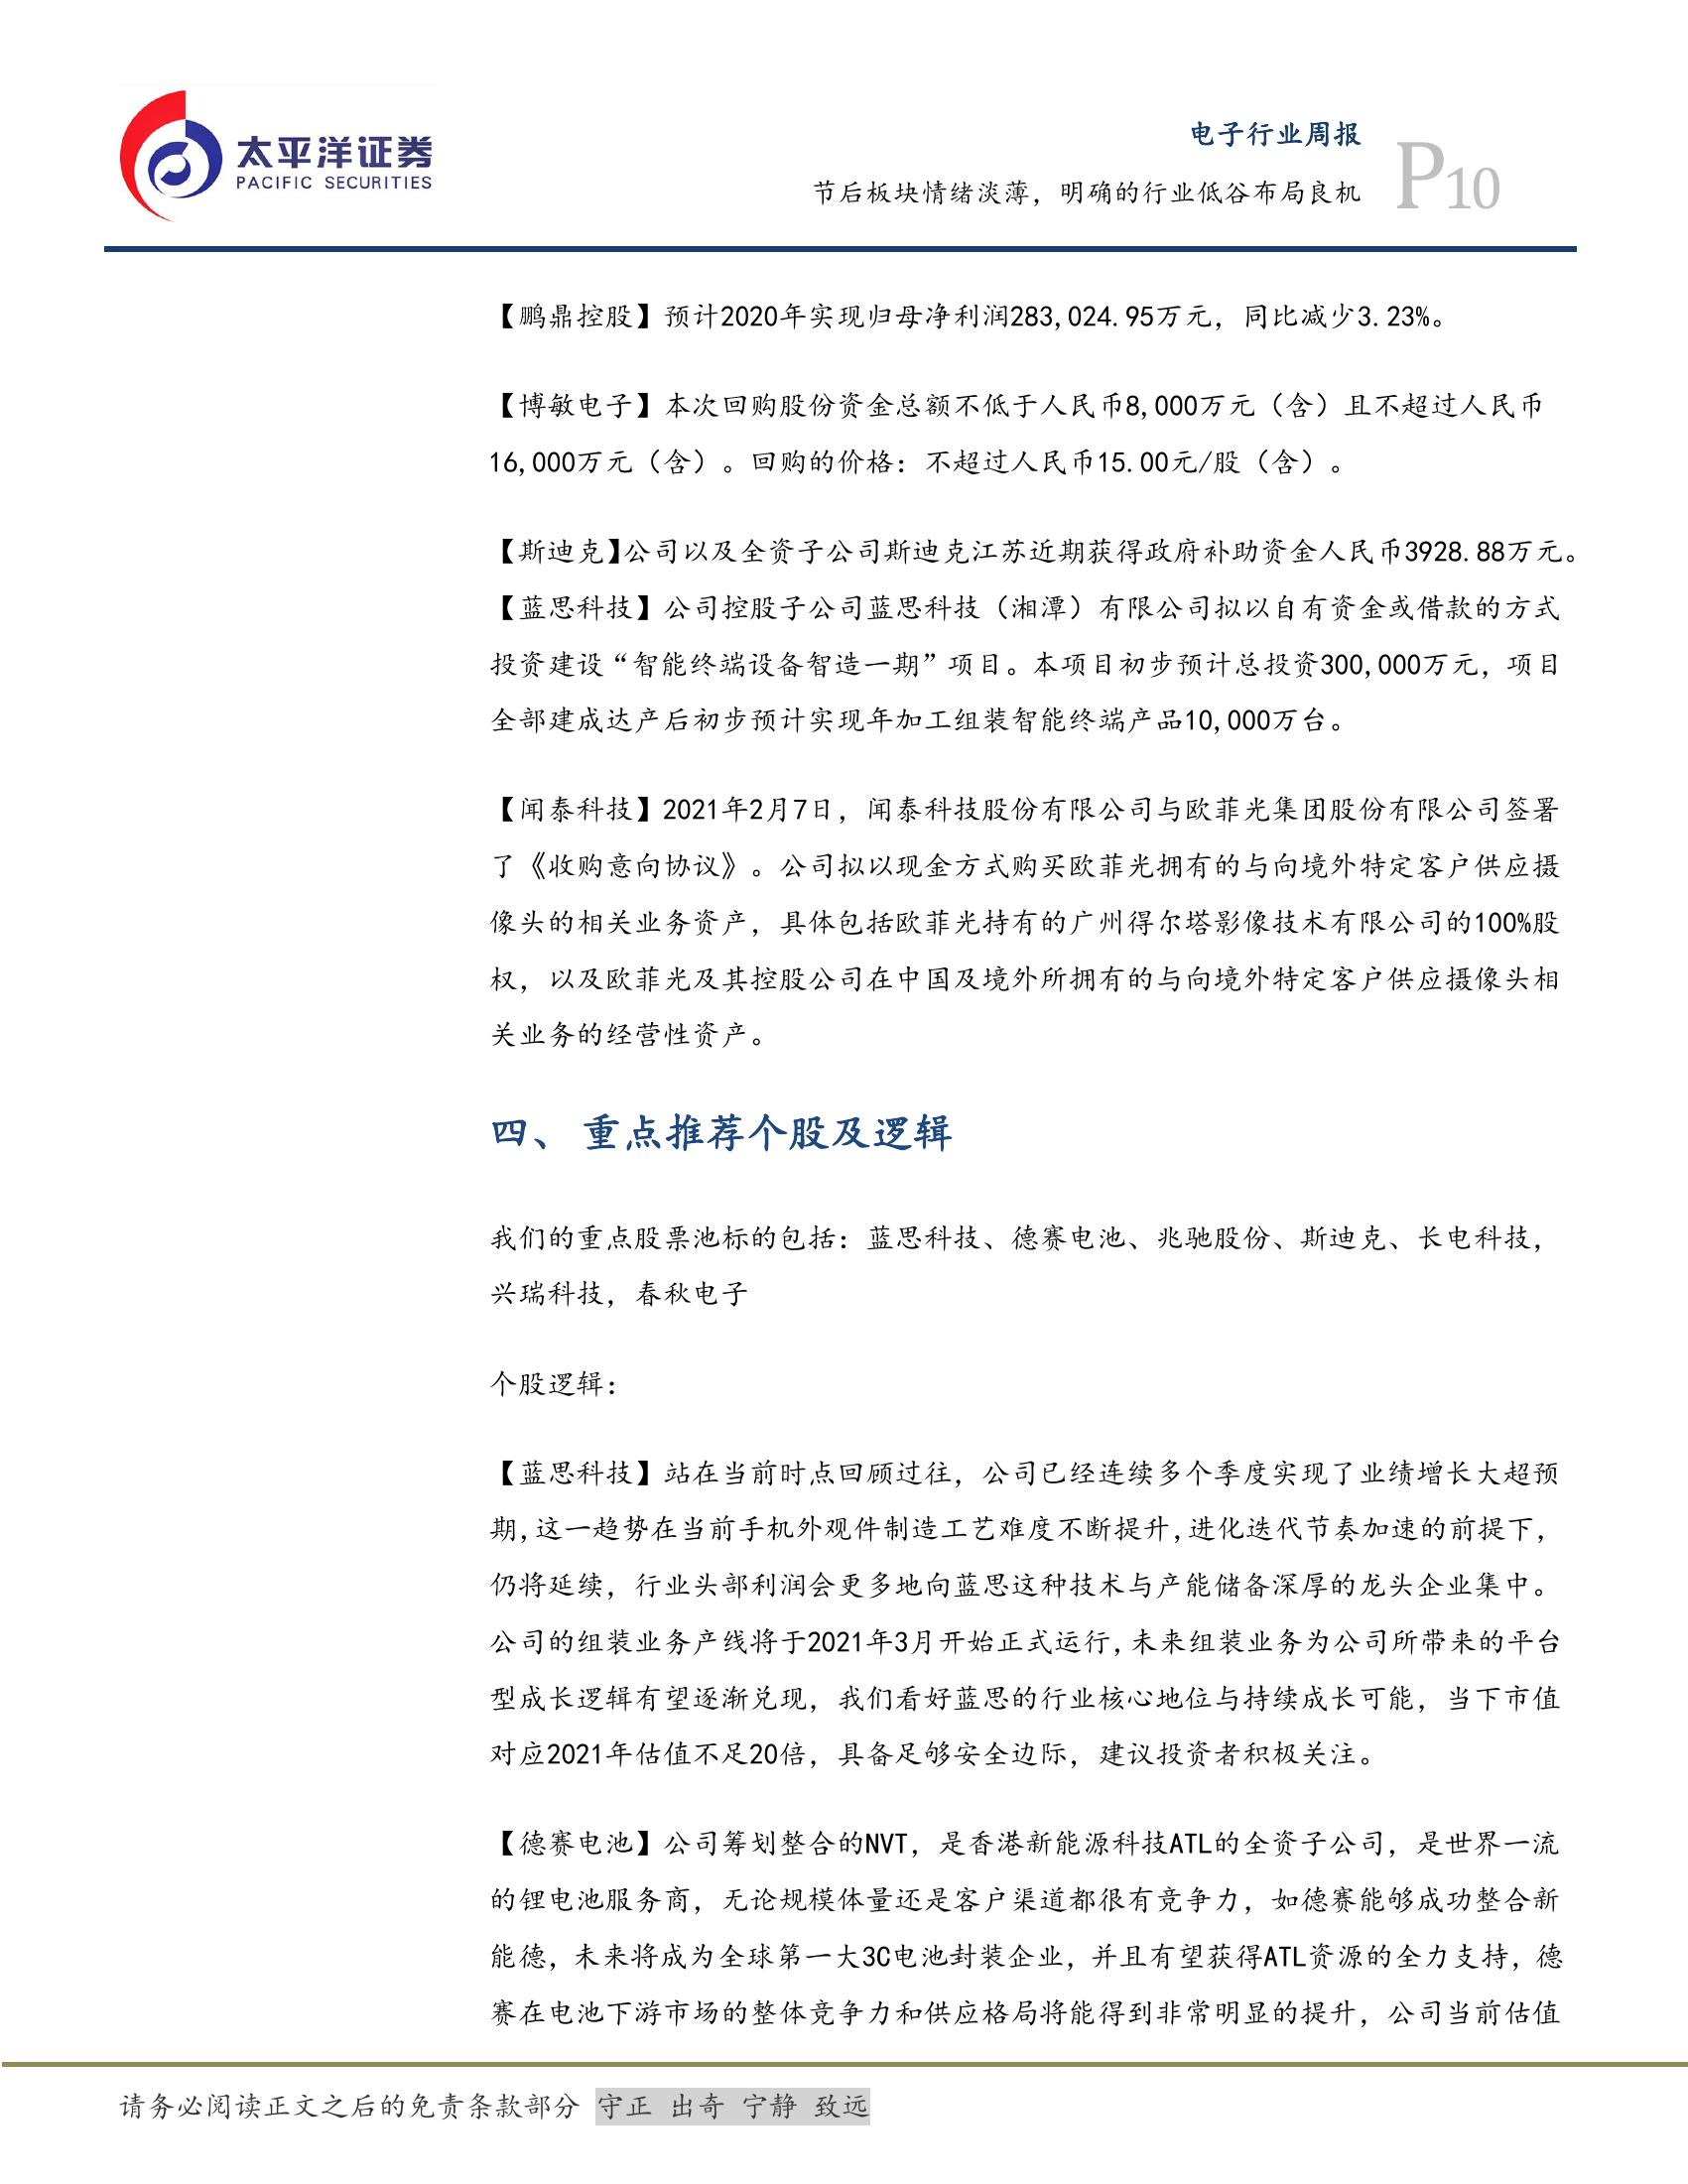 太平洋证券
PACIFIC SECURITIES
电子行业周报
节后板块情绪淡薄，明确的行业低谷布局良机
P10
【鹏鼎控股】预计2020年实现归母净利润283,024.95万元，同比减少3.23%。
【博敏电子】本次回购股份资金总额不低于人民币8,000万元（含）且不超过人民币
16,000万元（含）。回购的价格：不超过人民币15.00元/股（含）。
【斯迪克】公司以及全资子公司斯迪克江苏近期获得政府补助资金人民币3928.88万元。
【蓝思科技】公司控股子公司蓝思科技（湘潭）有限公司拟以自有资金或借款的方式
投资建设“智能终端设备智造一期”项目。本项目初步预计总投资300,000万元，项目
全部建成达产后初步预计实现年加工组装智能终端产品10,000万台。
【闻泰科技】2021年2月7日，闻泰科技股份有限公司与欧菲光集团股份有限公司签署
了《收购意向协议》。公司拟以现金方式购买欧菲光拥有的与向境外特定客户供应摄
像头的相关业务资产，具体包括欧菲光持有的广州得尔塔影像技术有限公司的100%股
权，以及欧菲光及其控股公司在中国及境外所拥有的与向境外特定客户供应摄像头相
关业务的经营性资产。
四、 重点推荐个股及逻辑
我们的重点股票池标的包括：蓝思科技、德赛电池、兆驰股份、斯迪克、长电科技，
兴瑞科技，春秋电子
个股逻辑：
【蓝思科技】站在当前时点回顾过往，公司已经连续多个季度实现了业绩增长大超预
期,这一趋势在当前手机外观件制造工艺难度不断提升,进化迭代节奏加速的前提下，
仍将延续，行业头部利润会更多地向蓝思这种技术与产能储备深厚的龙头企业集中。
公司的组装业务产线将于2021年3月开始正式运行,未来组装业务为公司所带来的平台
型成长逻辑有望逐渐兑现，我们看好蓝思的行业核心地位与持续成长可能，当下市值
对应2021年估值不足20倍，具备足够安全边际，建议投资者积极关注。
【德赛电池】公司筹划整合的NVT，是香港新能源科技ATL的全资子公司，是世界一流
的锂电池服务商，无论规模体量还是客户渠道都很有竞争力，如德赛能够成功整合新
能德，未来将成为全球第一大3C电池封装企业，并且有望获得ATL资源的全力支持，德
赛在电池下游市场的整体竞争力和供应格局将能得到非常明显的提升，公司当前估值
请务必阅读正文之后的免责条款部分 守正 出奇 宁静 致远